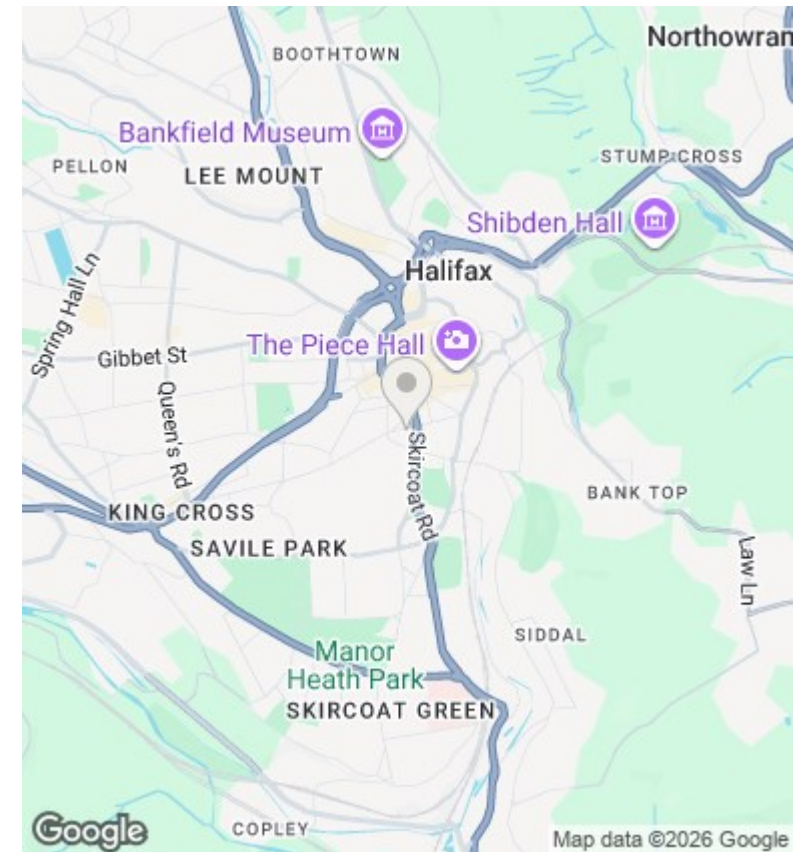 Northowran
BOOTHTOWN
Bankfield Museum
PELLON
STUMP CROSS
LEE MOUNT
Shibden Hall
Halifax
Spring Hall Ln
The Piece Hall
Gibbet St
Queen's Rd
Skircoat Rd
BANK TOP
KING CROSS
SAVILE PARK
Law Ln
SIDDAL
Manor
Heath Park
SKIRCOAT GREEN
Google
COPLEY
Map data ©2026 Google